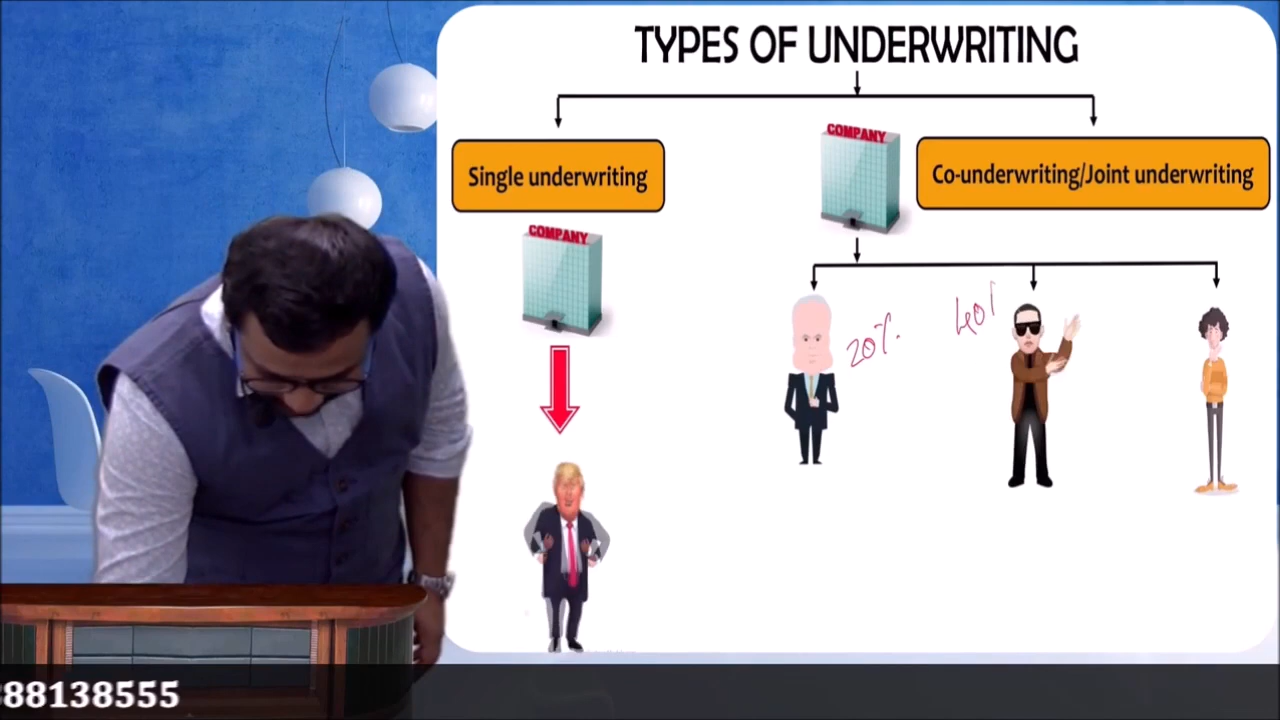 TYPES OF UNDERWRITING
COMPANY
Single underwriting
Co-underwriting/Joint underwriting
COMPANY
20%.
40
88138555